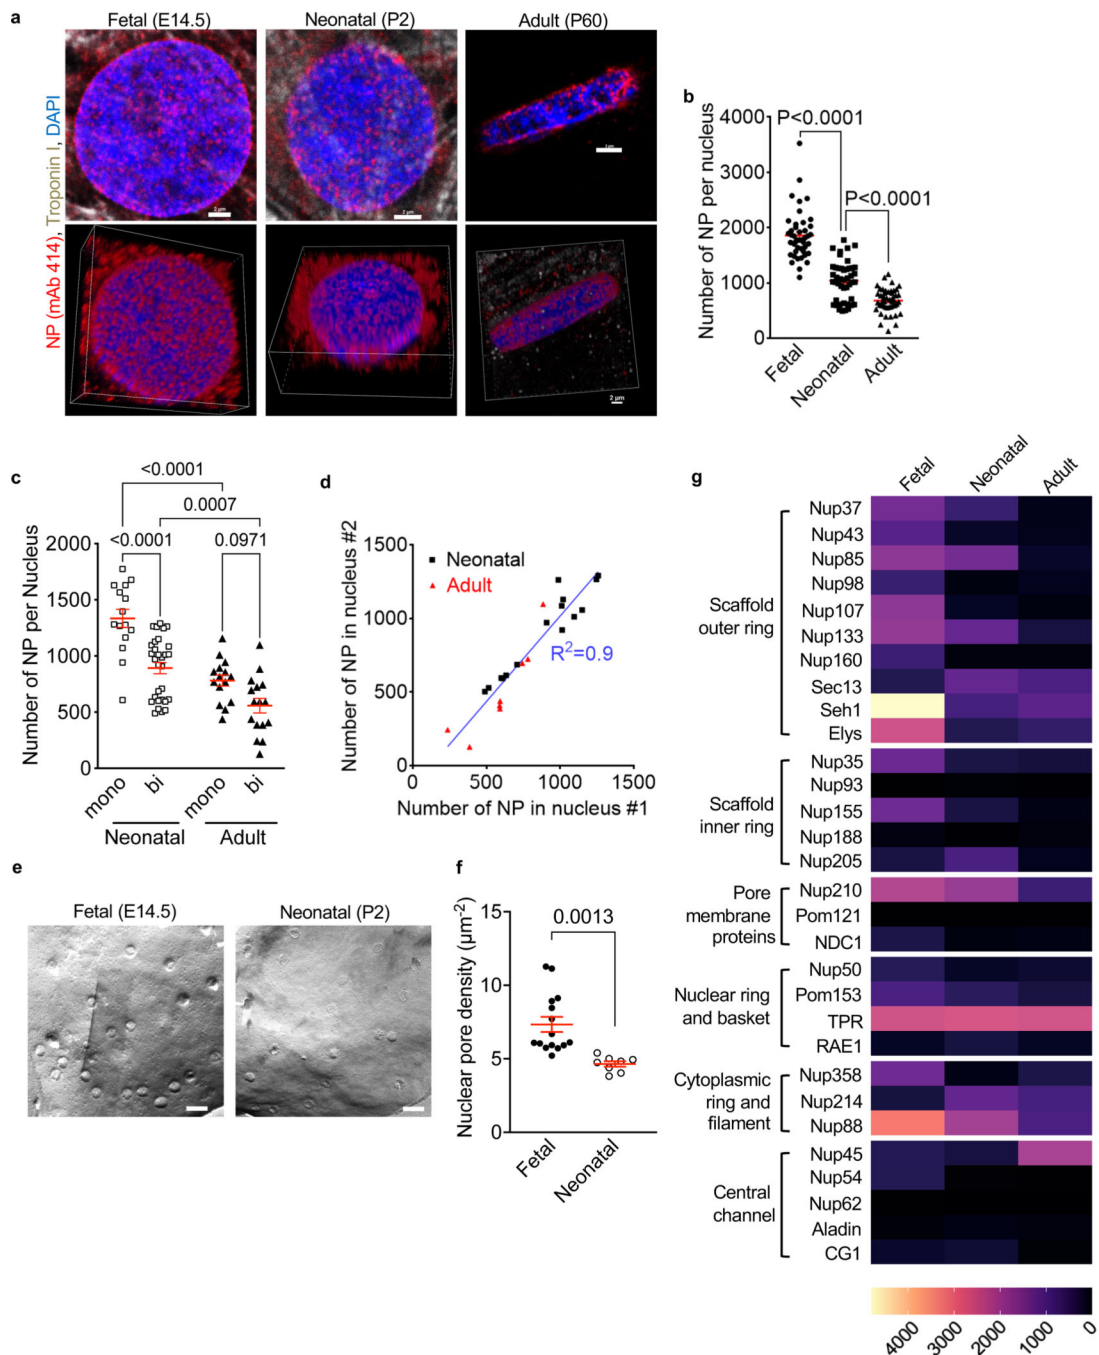 a
Fetal (E14.5)
Neonatal (P2)
Adult (P60)
NP (mAb 414), Troponin I, DAPI
2 µm
2 µm
2 µm
2 µm
b
Number of NP per nucleus
4000
3000
2000
1000
0
P<0.0001
P<0.0001
Fetal
Neonatal
Adult
c
Number of NP per Nucleus
<0.0001
0.0007
<0.0001
0.0971
2000
1500
1000
500
0
mono
bi
mono
bi
Neonatal
Adult
d
Number of NP in nucleus #2
1500
1000
500
0
Neonatal
Adult
R²=0.9
0
500
1000
1500
Number of NP in nucleus #1
e
Fetal (E14.5)
Neonatal (P2)
f
Nuclear pore density (µm⁻²)
15
10
5
0
0.0013
Fetal
Neonatal
g
Fetal
Neonatal
Adult
Scaffold
outer ring
Nup37
Nup43
Nup85
Nup98
Nup107
Nup133
Nup160
Sec13
Seh1
Elys
Scaffold
inner ring
Nup35
Nup93
Nup155
Nup188
Nup205
Pore
membrane
proteins
Nup210
Pom121
NDC1
Nuclear ring
and basket
Nup50
Pom153
TPR
RAE1
Cytoplasmic
ring and
filament
Nup358
Nup214
Nup88
Central
channel
Nup45
Nup54
Nup62
Aladin
CG1
4000
3000
2000
1000
0